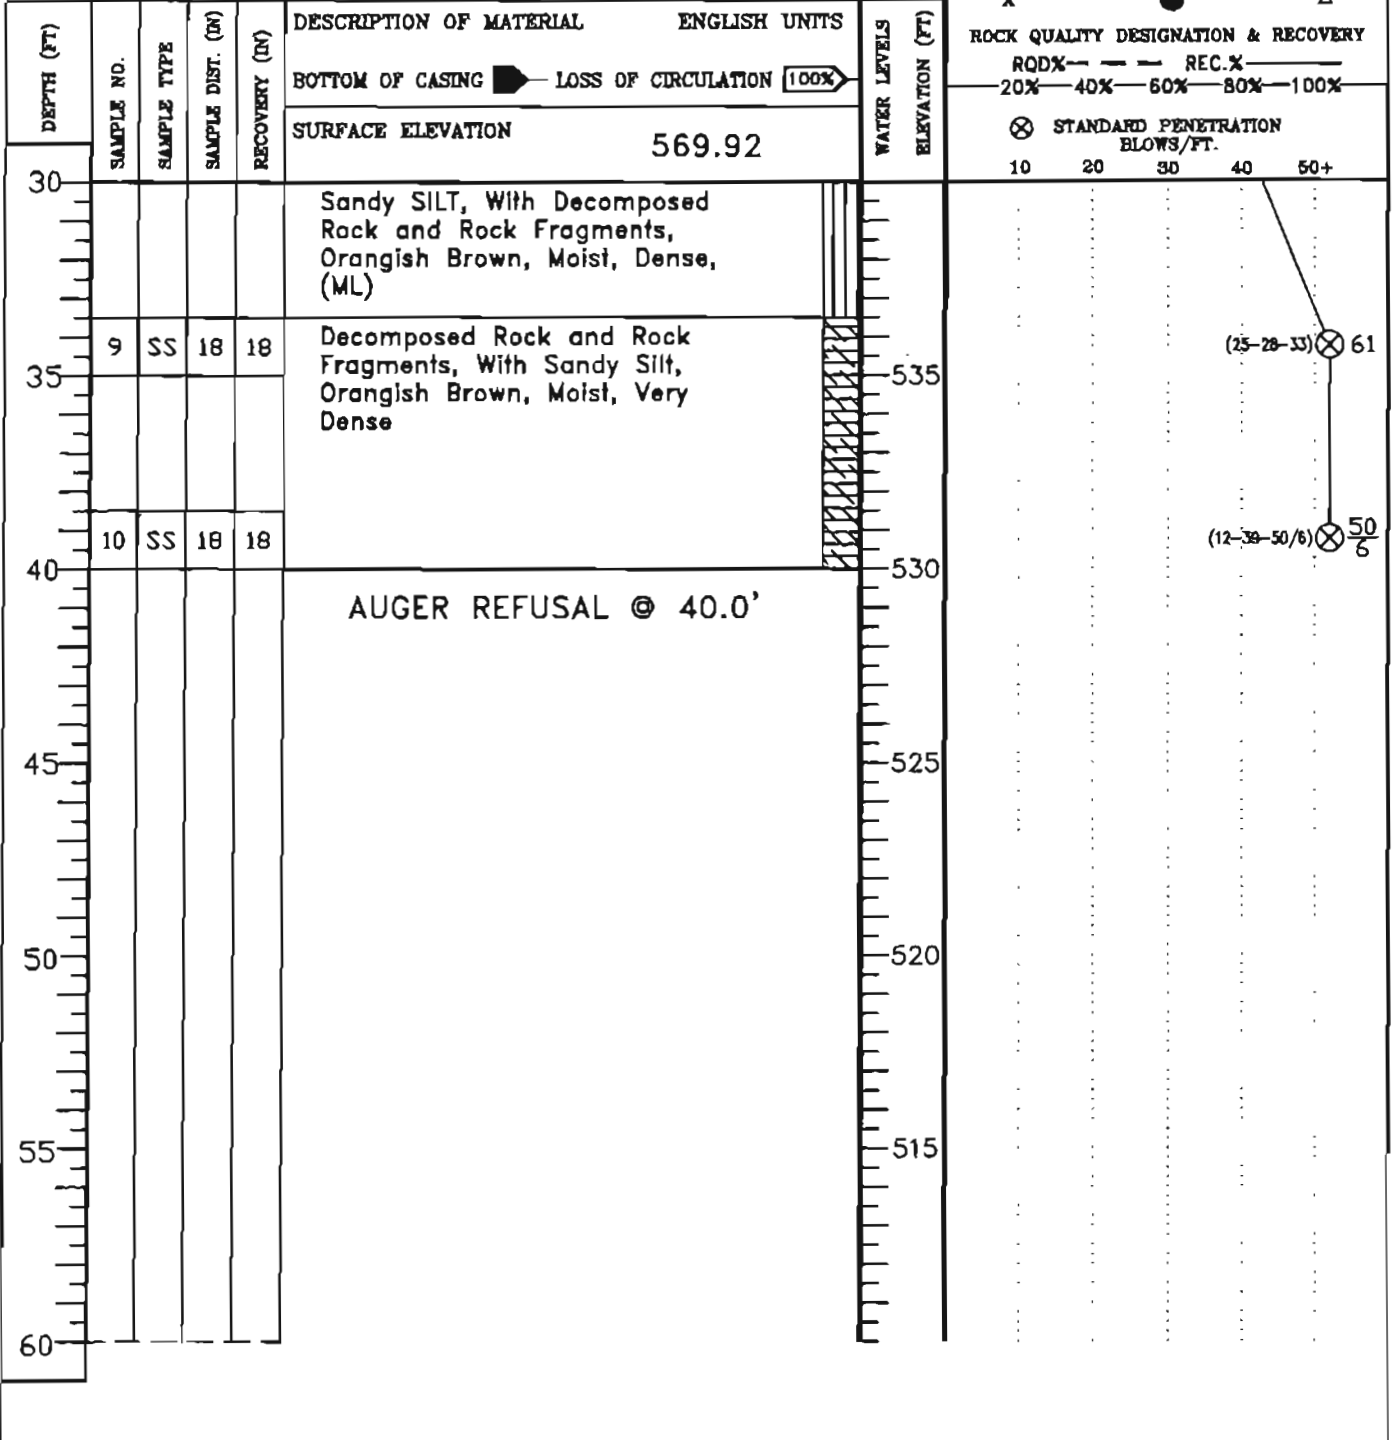 DEPTH (FT)
SAMPLE NO.
SAMPLE TYPE
SAMPLE DIST. (IN)
RECOVERY (IN)
DESCRIPTION OF MATERIAL ENGLISH UNITS
BOTTOM OF CASING LOSS OF CIRCULATION 100%
SURFACE ELEVATION 569.92
WATER LEVELS
ELEVATION (FT)
ROCK QUALITY DESIGNATION & RECOVERY
RQD% REC.%
20% 40% 60% 80% 100%
STANDARD PENETRATION
BLOWS/FT.
10 20 30 40 50+
30
Sandy SILT, With Decomposed
Rock and Rock Fragments,
Orangish Brown, Moist, Dense,
(ML)
9 SS 18 18
Decomposed Rock and Rock
Fragments, With Sandy Silt,
Orangish Brown, Moist, Very
Dense
(25-28-33) 61
35 535
10 SS 18 18
(12-39-50/6) 50
6
40 530
AUGER REFUSAL @ 40.0'
45 525
50 520
55 515
60